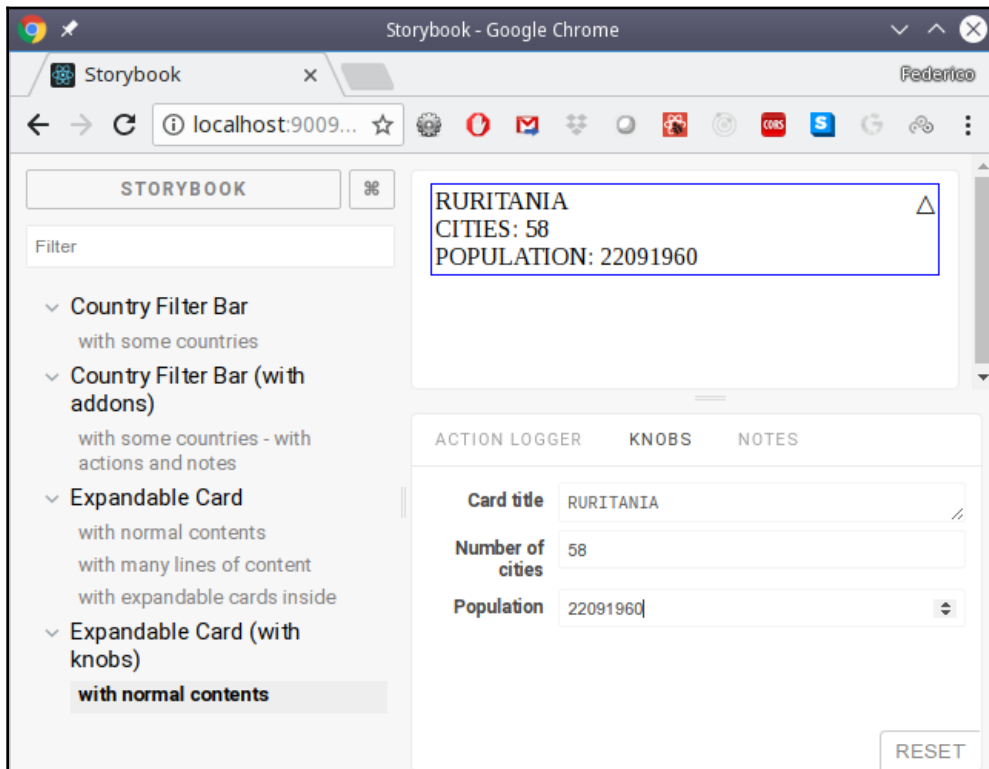 Storybook - Google Chrome
Storybook
Federico
localhost:9009...
CORS
S
G
STORYBOOK
⌘
Filter
Country Filter Bar
with some countries
Country Filter Bar (with
addons)
with some countries - with
actions and notes
Expandable Card
with normal contents
with many lines of content
with expandable cards inside
Expandable Card (with
knobs)
with normal contents
RURITANIA
CITIES: 58
POPULATION: 22091960
ACTION LOGGER KNOBS NOTES
Card title RURITANIA
Number of
cities 58
Population 22091960
RESET